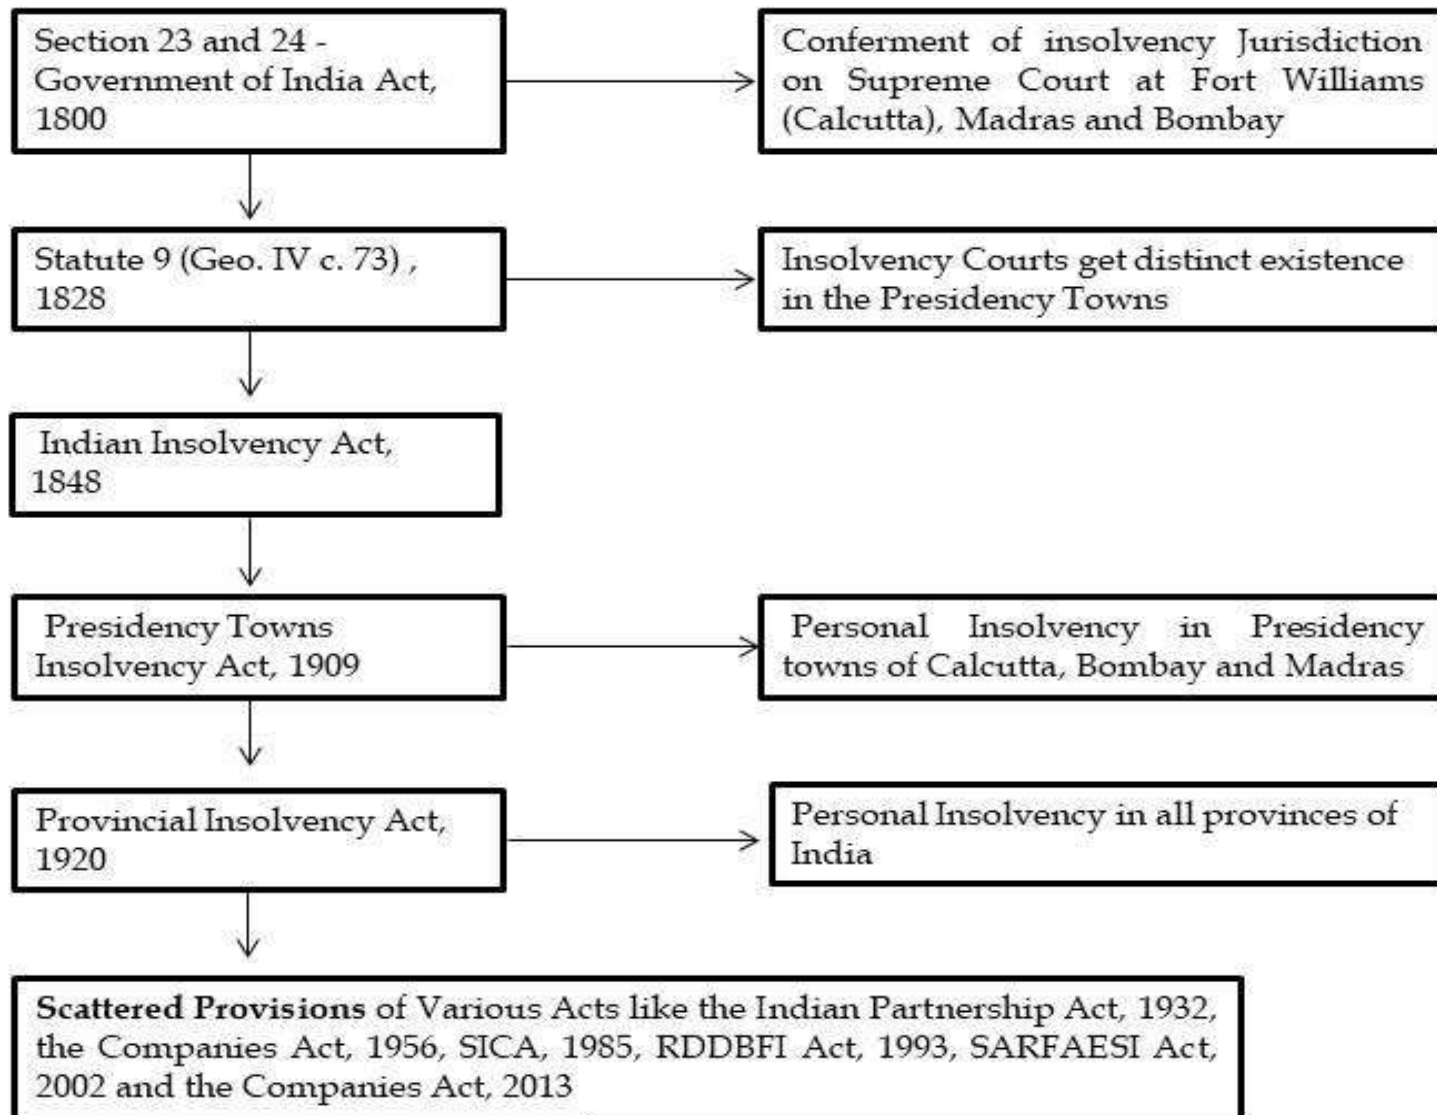 Section 23 and 24 -
Government of India Act,
1800
Conferment of insolvency Jurisdiction
on Supreme Court at Fort Williams
(Calcutta), Madras and Bombay
Statute 9 (Geo. IV c. 73) ,
1828
Insolvency Courts get distinct existence
in the Presidency Towns
Indian Insolvency Act,
1848
Presidency Towns
Insolvency Act, 1909
Personal Insolvency in Presidency
towns of Calcutta, Bombay and Madras
Provincial Insolvency Act,
1920
Personal Insolvency in all provinces of
India
Scattered Provisions of Various Acts like the Indian Partnership Act, 1932,
the Companies Act, 1956, SICA, 1985, RDDBFI Act, 1993, SARFAESI Act,
2002 and the Companies Act, 2013